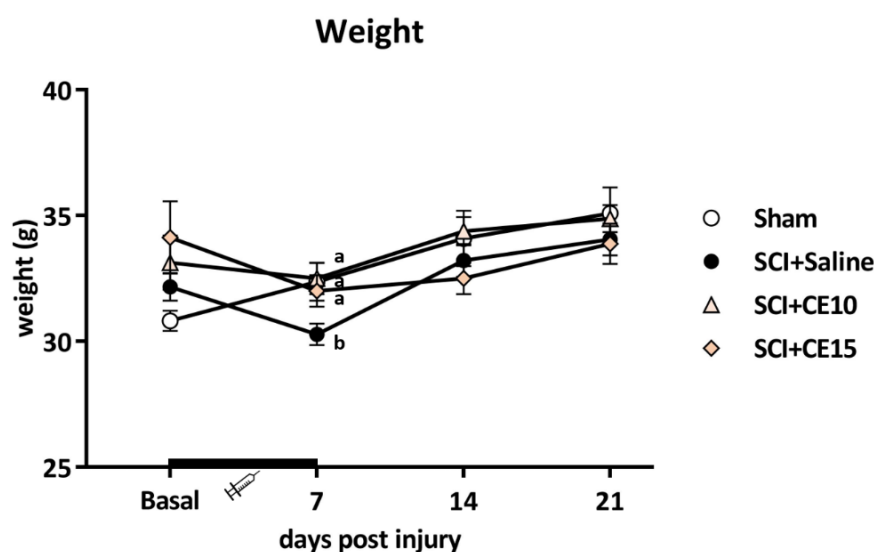 Weight
40
35
30
25
weight (g)
a
a
a
b
Basal
7
14
21
days post injury
Sham
SCI+Saline
SCI+CE10
SCI+CE15